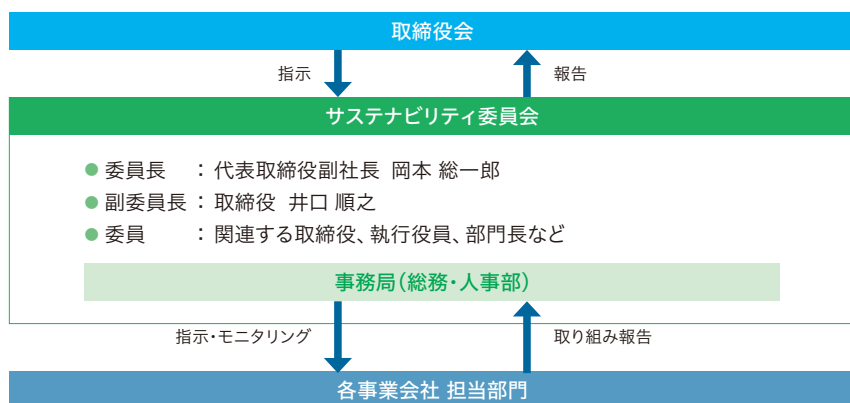 取締役会
指示 報告
サステナビリティ委員会
● 委員長 ：代表取締役副社長 岡本 総一郎
● 副委員長：取締役 井口 順之
● 委員 ：関連する取締役、執行役員、部門長など
事務局（総務・人事部）
指示・モニタリング 取り組み報告
各事業会社 担当部門